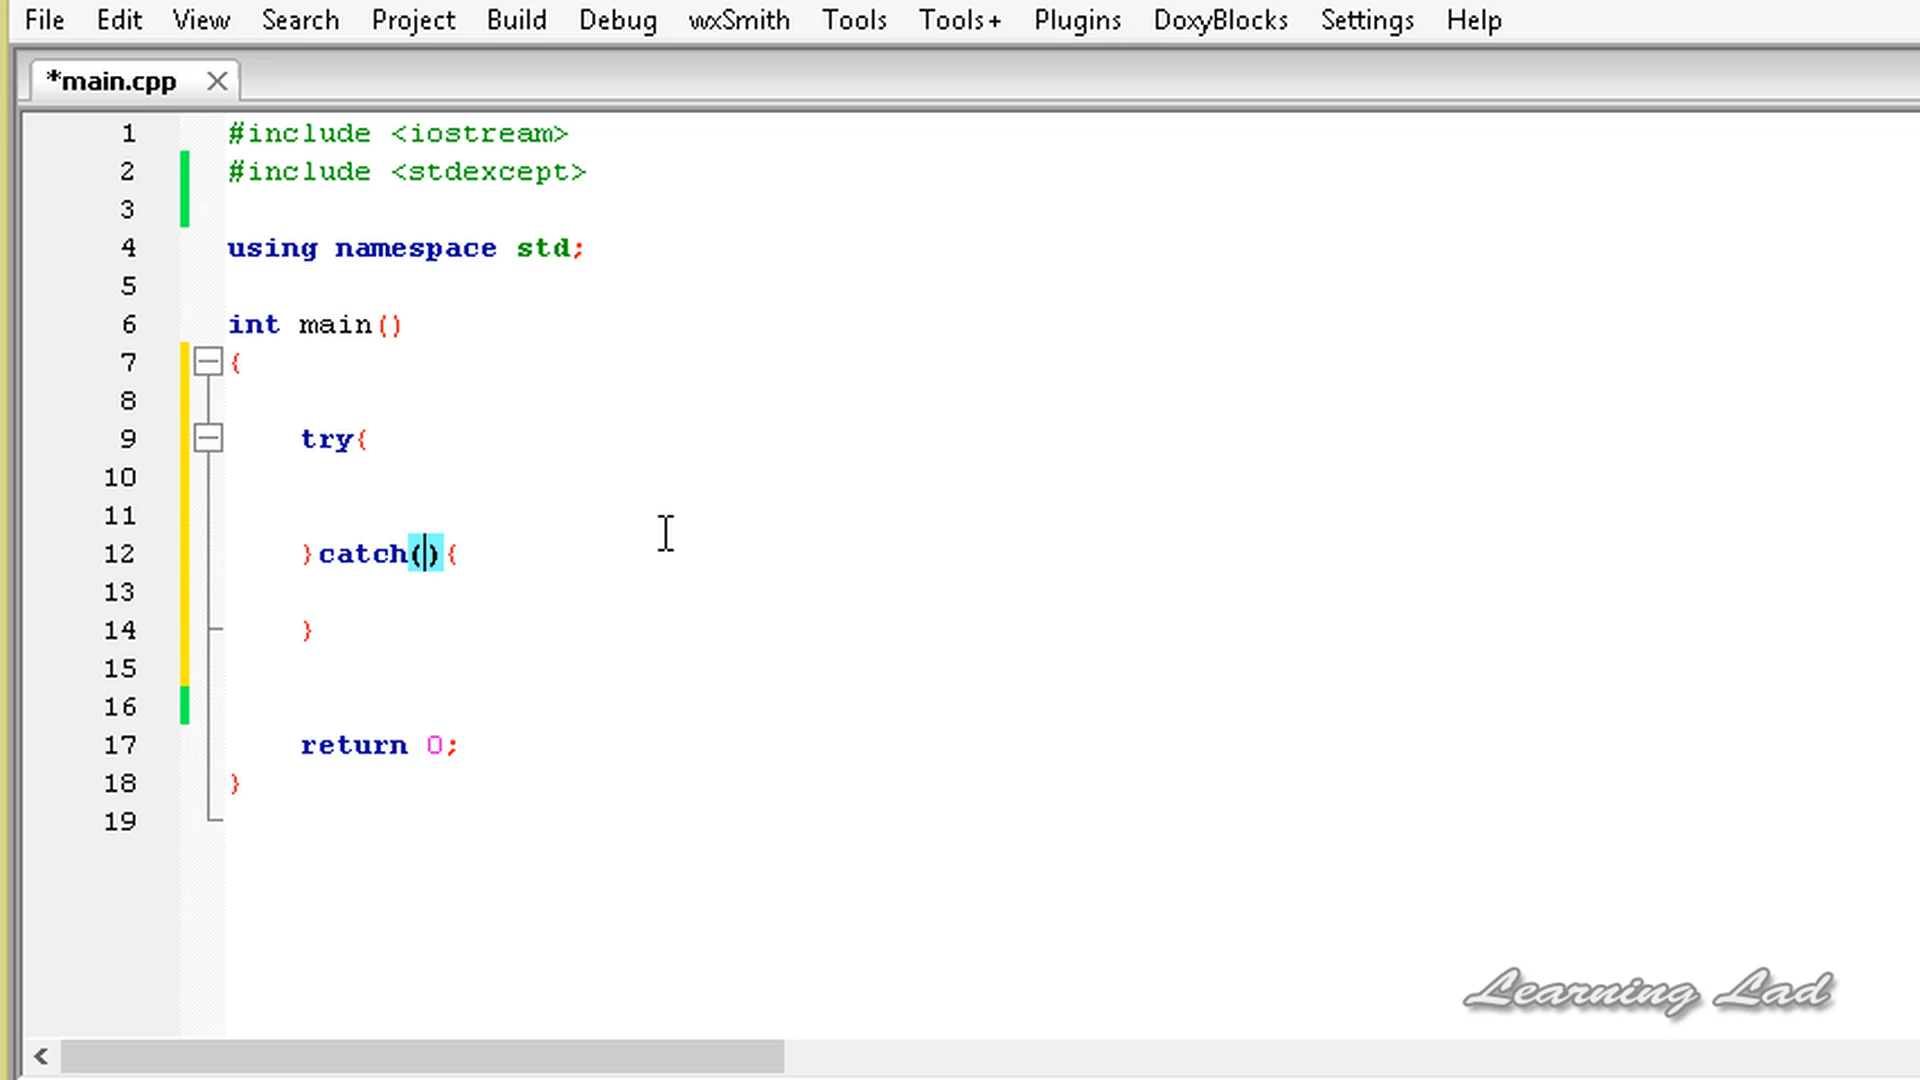 File Edit View Search Project Build Debug wxSmith Tools Tools+ Plugins DoxyBlocks Settings Help
*main.cpp
1 #include <iostream>
2 #include <stdexcept>
3
4 using namespace std;
5
6 int main()
7 {
8
9 try{
10
11
12 }catch(){
13
14 }
15
16
17 return 0;
18 }
19
Learning Lad